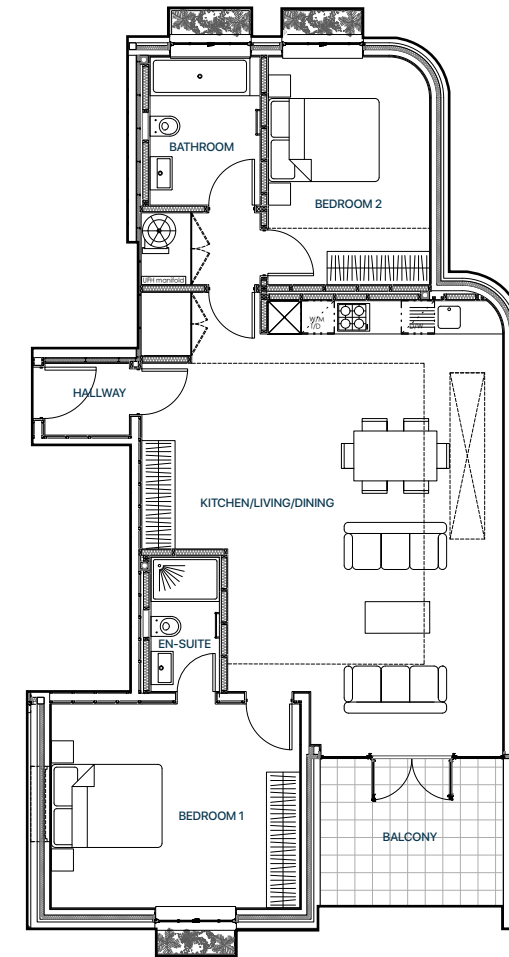 BATHROOM
BEDROOM 2
UFH manifold
W/M
T/D
D/W
HALLWAY
KITCHEN/LIVING/DINING
EN-SUITE
BEDROOM 1
BALCONY